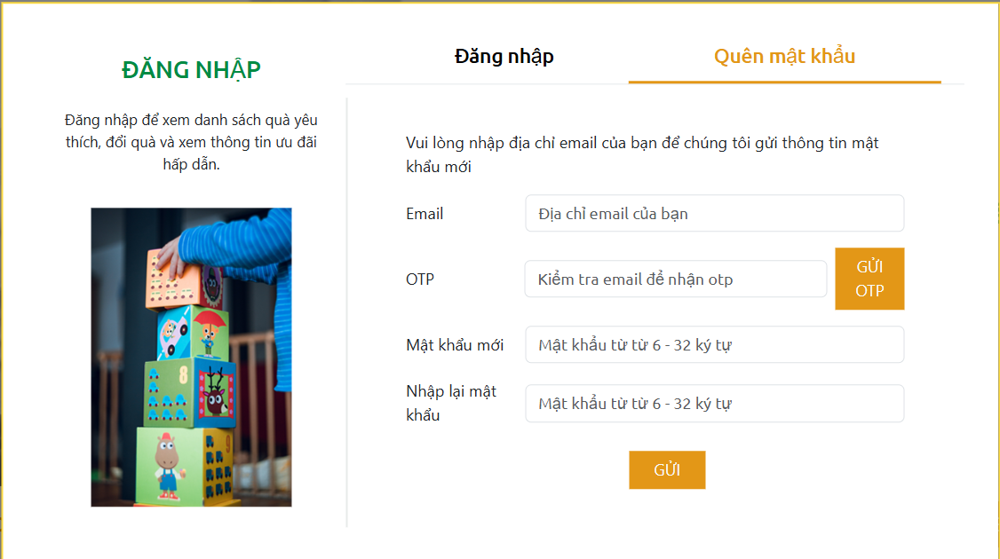 ĐĂNG NHẬP
Đăng nhập để xem danh sách quà yêu
thích, đổi quà và xem thông tin ưu đãi
hấp dẫn.
8
9
Đăng nhập
Quên mật khẩu
Vui lòng nhập địa chỉ email của bạn để chúng tôi gửi thông tin mật
khẩu mới
Email
Địa chỉ email của bạn
OTP
Kiểm tra email để nhận otp
GỬI
OTP
Mật khẩu mới
Mật khẩu từ từ 6 - 32 ký tự
Nhập lại mật
khẩu
Mật khẩu từ từ 6 - 32 ký tự
GỬI